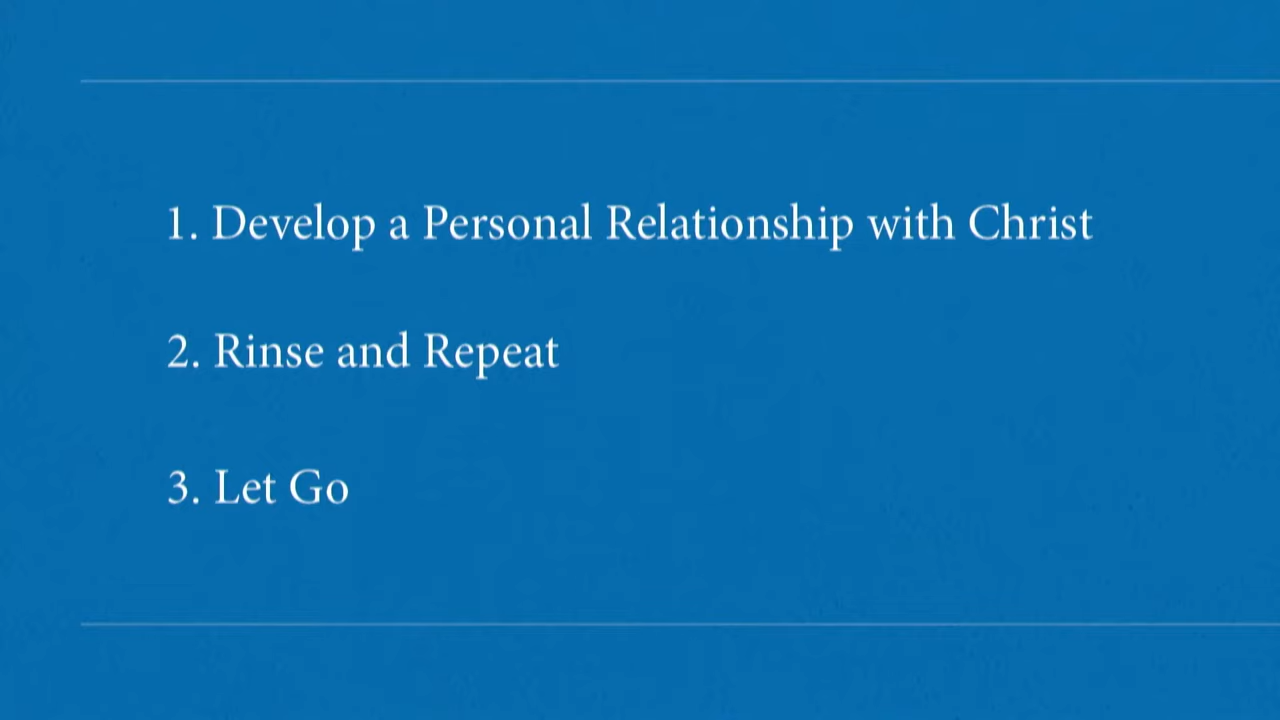 1. Develop a Personal Relationship with Christ
2. Rinse and Repeat
3. Let Go